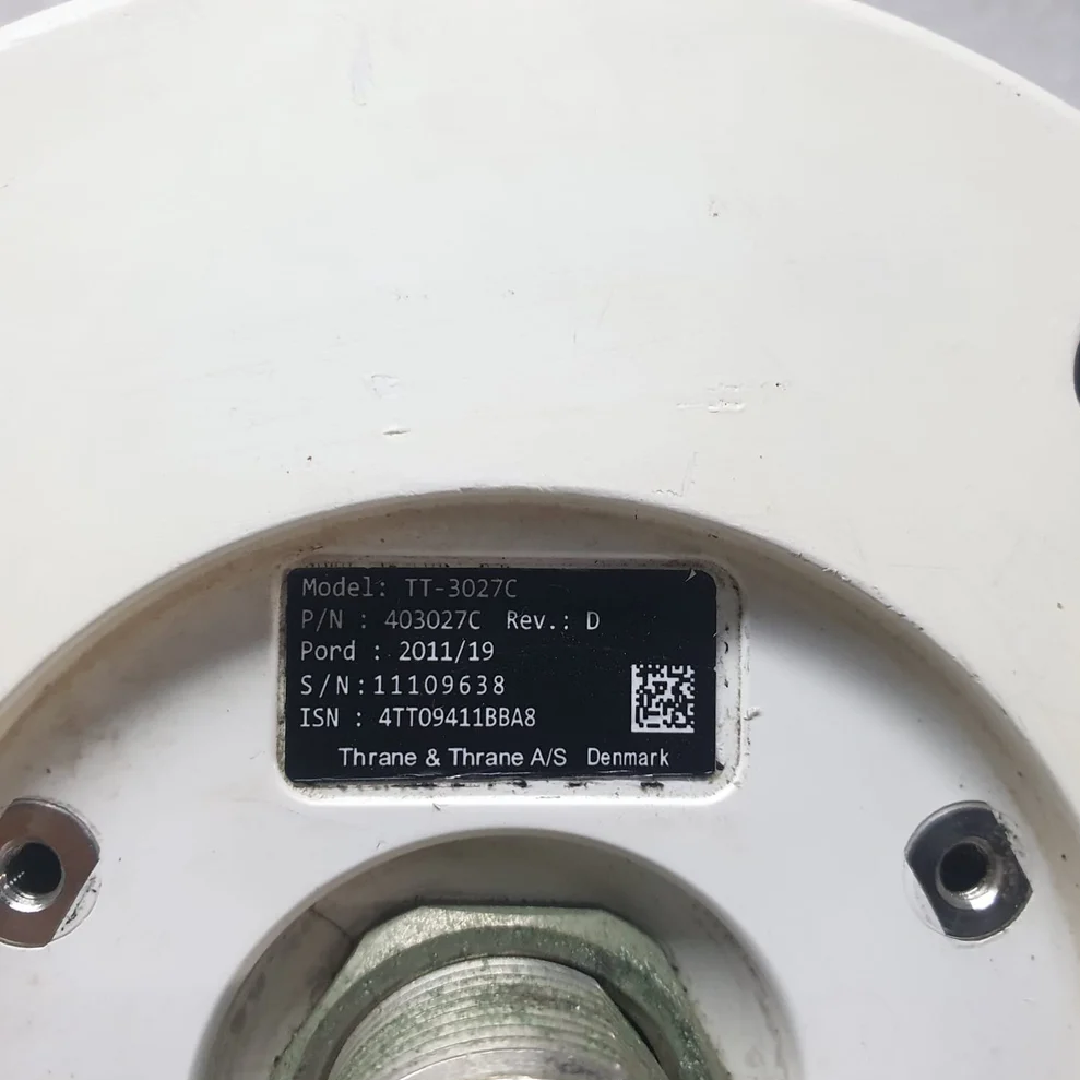 Model: TT-3027C
P/N : 403027C Rev.: D
Pord : 2011/19
S/N:11109638
ISN : 4TT09411BBA8
Thrane & Thrane A/S Denmark